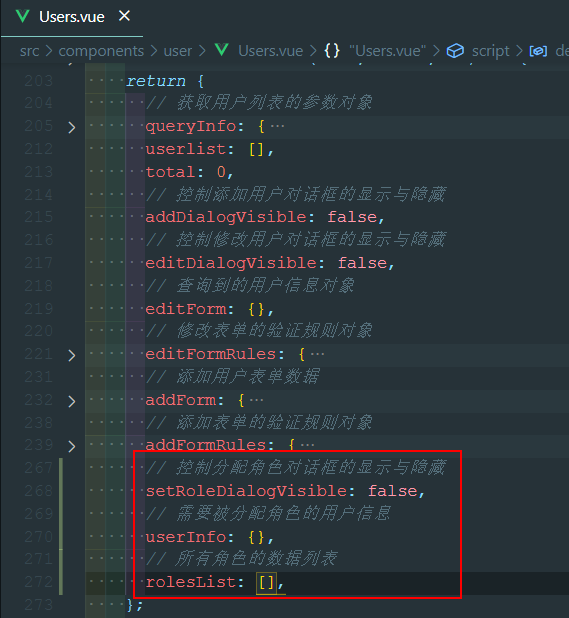 Users.vue ×
src > components > user > Users.vue > {} "Users.vue" > script > de
203 return {
204 // 获取用户列表的参数对象
205 queryInfo: { ⋯
212 userlist: [],
213 total: 0,
214 // 控制添加用户对话框的显示与隐藏
215 addDialogVisible: false,
216 // 控制修改用户对话框的显示与隐藏
217 editDialogVisible: false,
218 // 查询到的用户信息对象
219 editForm: {},
220 // 修改表单的验证规则对象
221 editFormRules: { ⋯
231 // 添加用户表单数据
232 addForm: { ⋯
238 // 添加表单的验证规则对象
239 addFormRules: { ⋯
267 // 控制分配角色对话框的显示与隐藏
268 setRoleDialogVisible: false,
269 // 需要被分配角色的用户信息
270 userInfo: {},
271 // 所有角色的数据列表
272 rolesList: [],
273 };